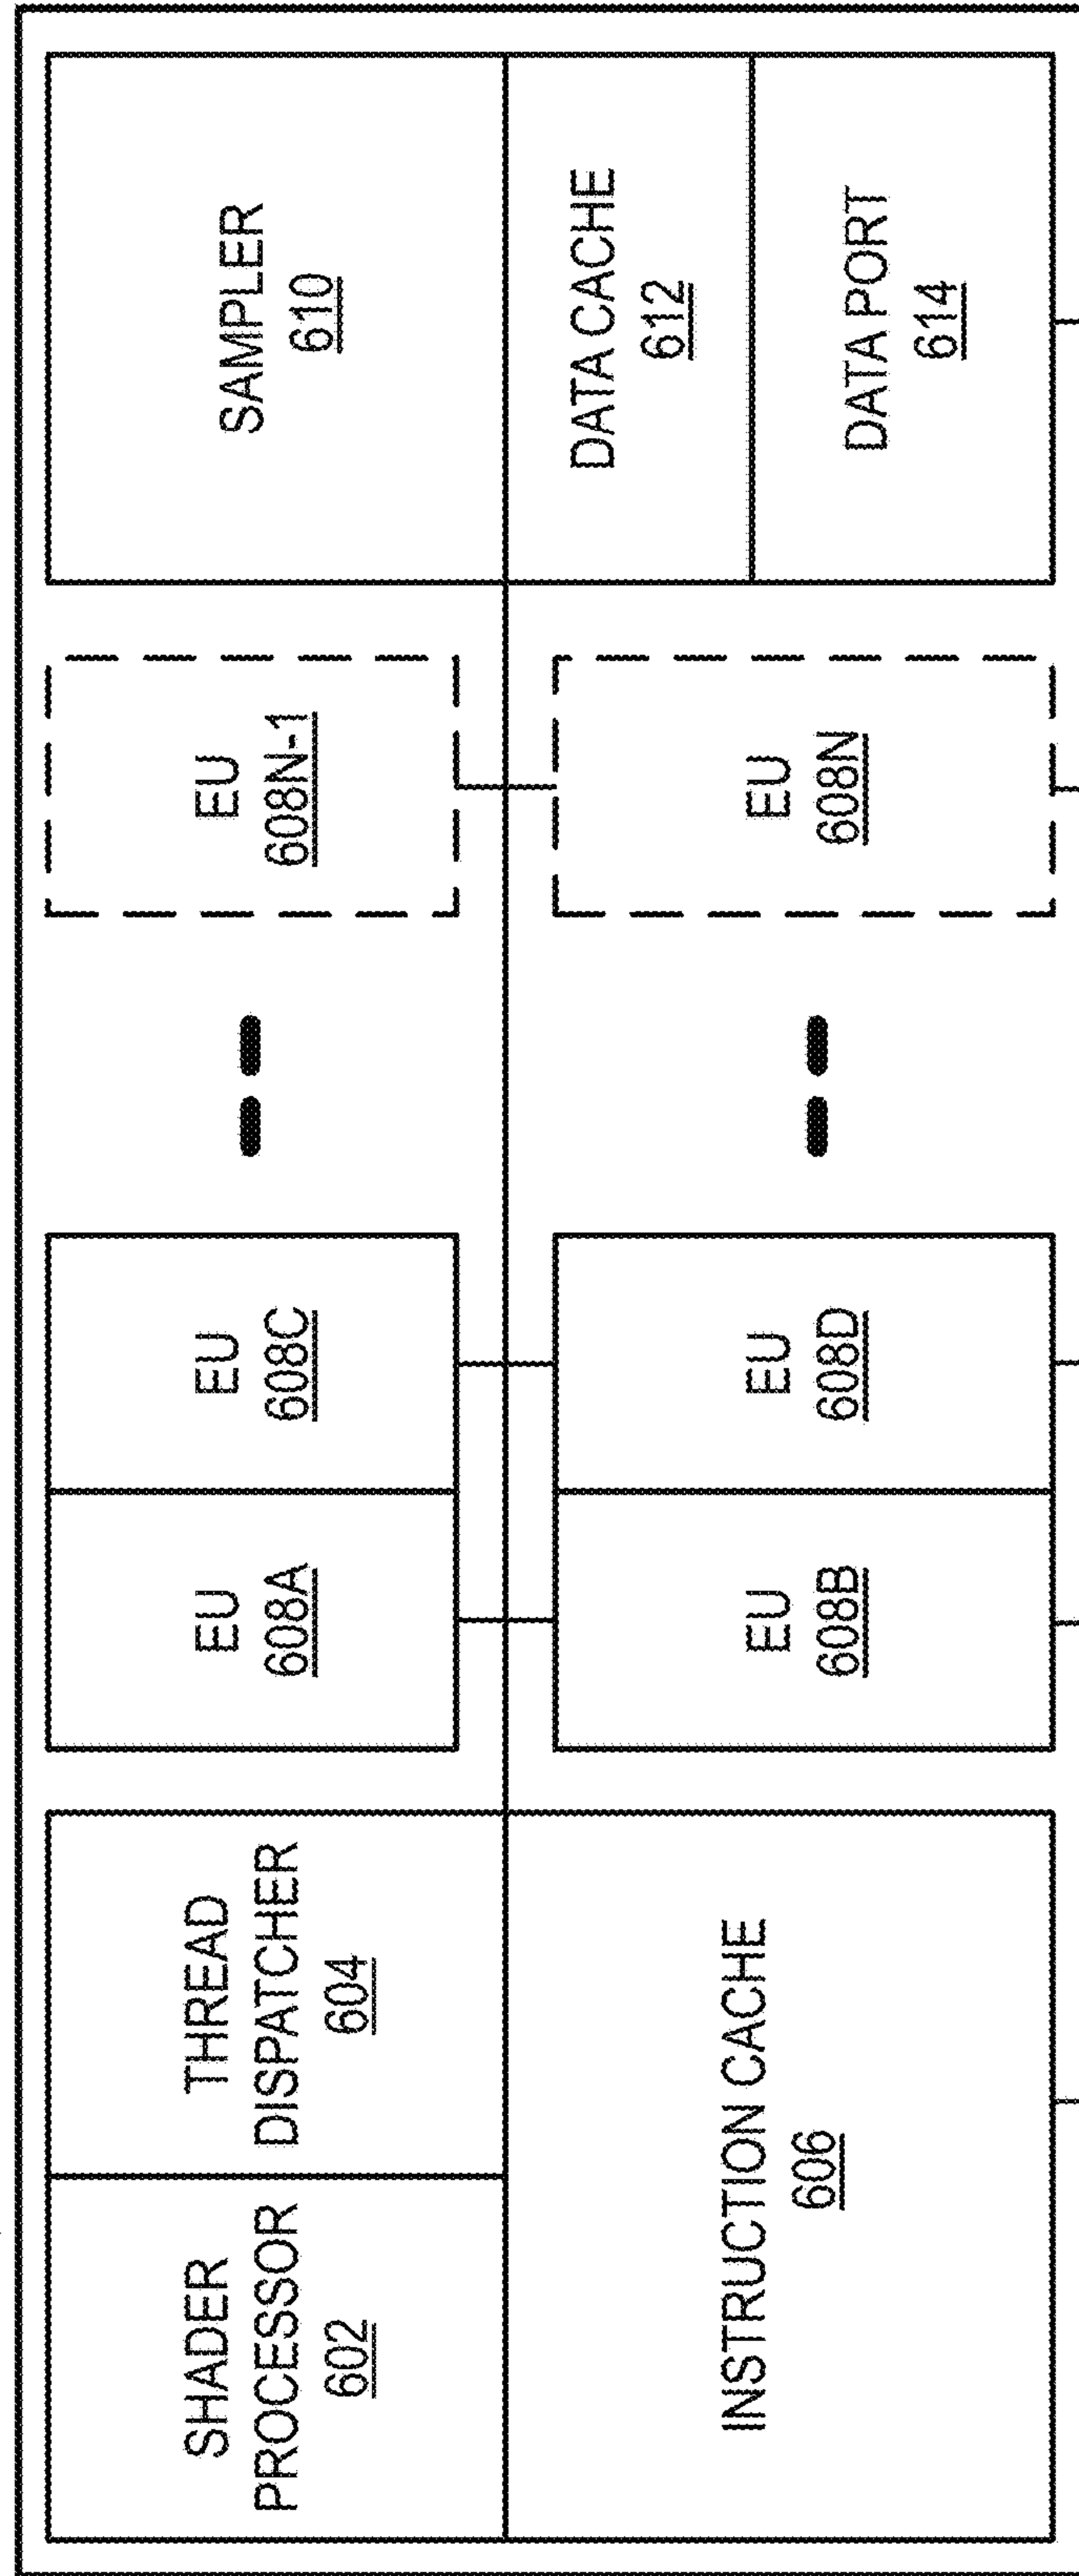 SHADER
PROCESSOR
602
THREAD
DISPATCHER
604
INSTRUCTION CACHE
606
EU
608A
EU
608C
EU
608B
EU
608D
EU
608N-1
EU
608N
SAMPLER
610
DATA CACHE
612
DATA PORT
614